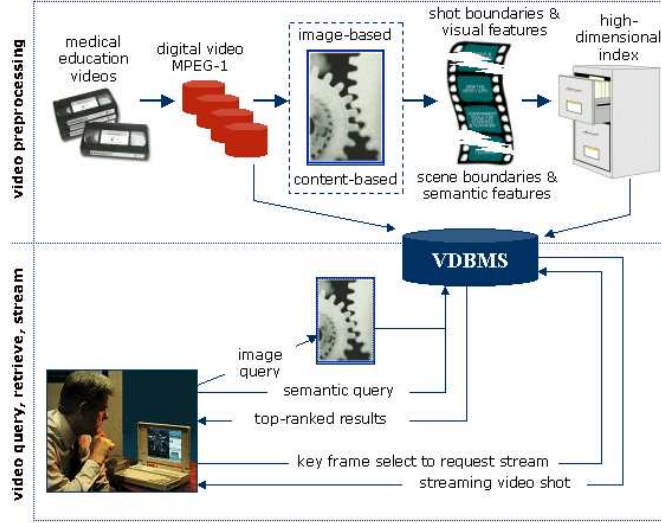 video preprocessing
medical
education
videos
digital video
MPEG-1
image-based
content-based
shot boundaries &
visual features
scene boundaries &
semantic features
high-
dimensional
index
VDBMS
video query, retrieve, stream
image
query
semantic query
top-ranked results
key frame select to request stream
streaming video shot